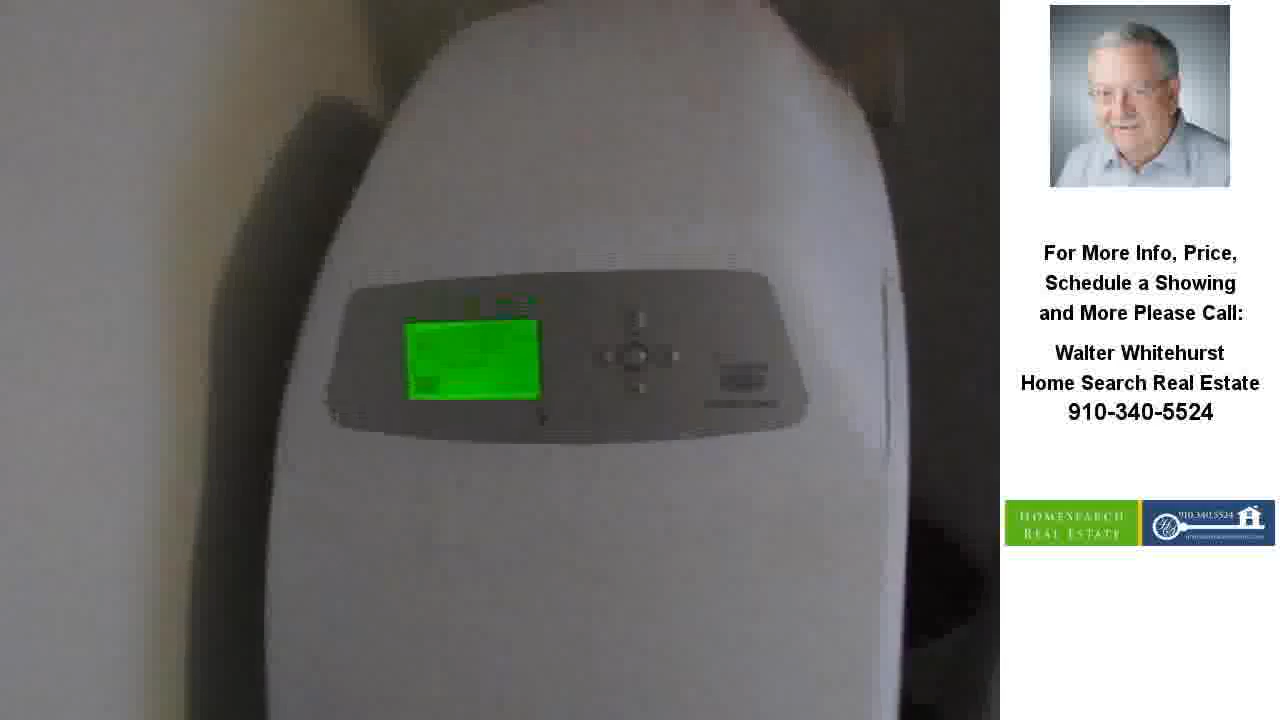 For More Info, Price,
Schedule a Showing
and More Please Call:
Walter Whitehurst
Home Search Real Estate
910-340-5524
HOMESEARCH
REAL ESTATE
910.340.5524